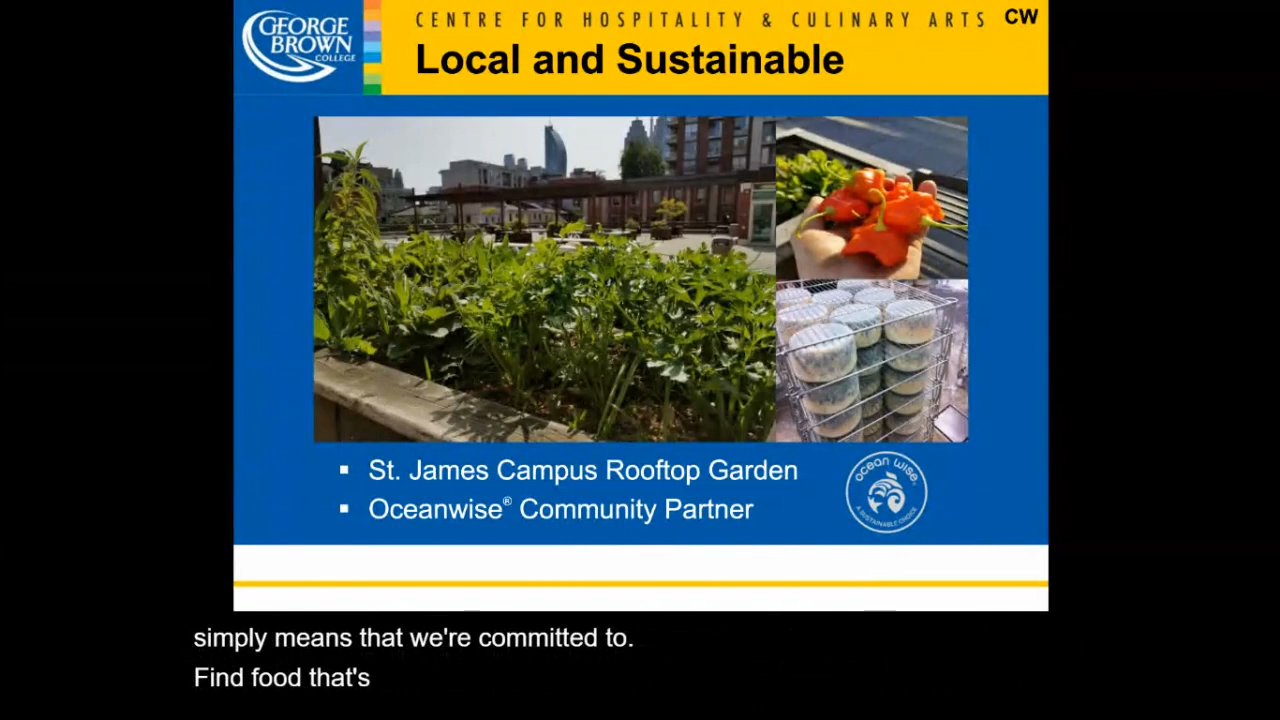 GEORGE
BROWN
COLLEGE
CENTRE FOR HOSPITALITY & CULINARY ARTS
CW
Local and Sustainable
▪ St. James Campus Rooftop Garden
▪ Oceanwise® Community Partner
ocean wise®
A SUSTAINABLE CHOICE
simply means that we're committed to.
Find food that's